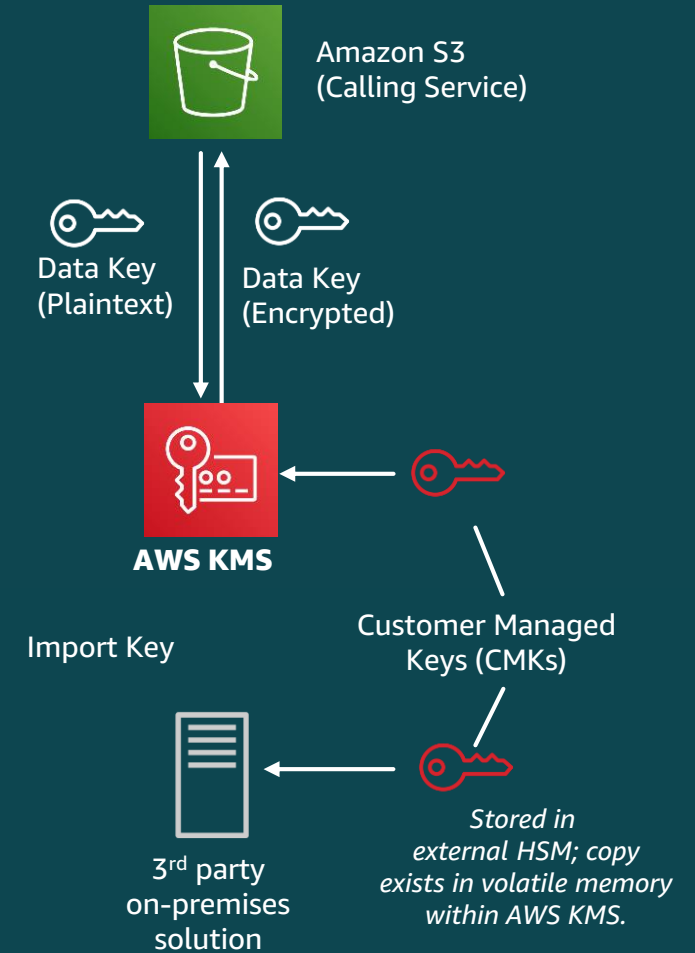 Amazon S3
(Calling Service)
Data Key
(Plaintext)
Data Key
(Encrypted)
AWS KMS
Import Key
Customer Managed
Keys (CMKs)
3rd party
on-premises
solution
Stored in
external HSM; copy
exists in volatile memory
within AWS KMS.